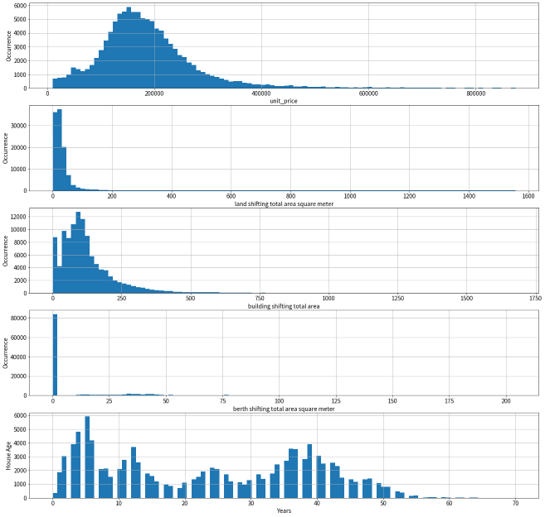 6000
5000
4000
3000
2000
1000
0
Occurrence
0 200000 400000 600000 800000
unit_price
30000
20000
10000
0
Occurrence
0 200 400 600 800 1000 1200 1400 1600
land shifting total area square meter
12000
10000
8000
6000
4000
2000
0
Occurrence
0 250 500 750 1000 1250 1500 1750
building shifting total area
80000
60000
40000
20000
0
Occurrence
0 25 50 75 100 125 150 175 200
berth shifting total area square meter
6000
5000
4000
3000
2000
1000
0
House Age
0 10 20 30 40 50 60 70
Years